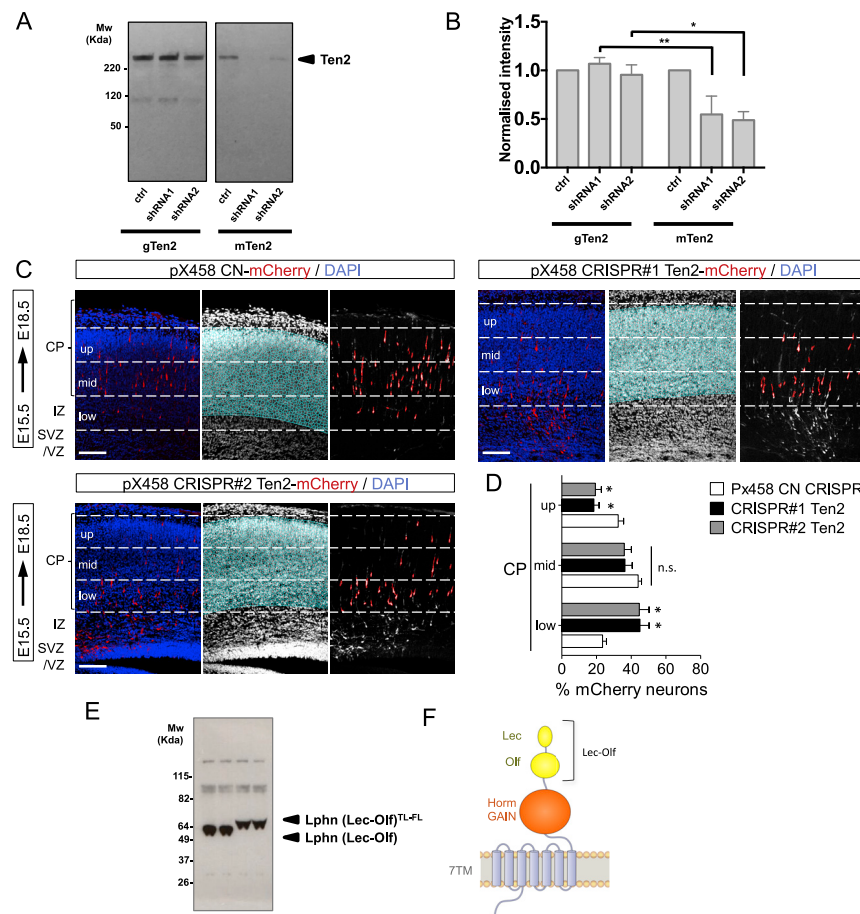 A
Mw
(Kda)
220
120
50
Ten2
ctrl
shRNA1
shRNA2
ctrl
shRNA1
shRNA2
gTen2
mTen2
B
Normalised intensity
1.5
1.0
0.5
0.0
*
**
ctrl
shRNA1
shRNA2
ctrl
shRNA1
shRNA2
gTen2
mTen2
C
pX458 CN-mCherry / DAPI
E15.5 → E18.5
CP
up
mid
low
IZ
SVZ
/VZ
pX458 CRISPR#1 Ten2-mCherry / DAPI
up
mid
low
pX458 CRISPR#2 Ten2-mCherry / DAPI
E15.5 → E18.5
CP
up
mid
low
IZ
SVZ
/VZ
D
Px458 CN CRISPR
CRISPR#1 Ten2
CRISPR#2 Ten2
CP
up
*
*
mid
n.s.
low
*
*
0 20 40 60 80
% mCherry neurons
E
Mw
(Kda)
115
82
64
49
37
26
Lphn (Lec-Olf)TL-FL
Lphn (Lec-Olf)
F
Lec
Olf
Lec-Olf
Horm
GAIN
7TM